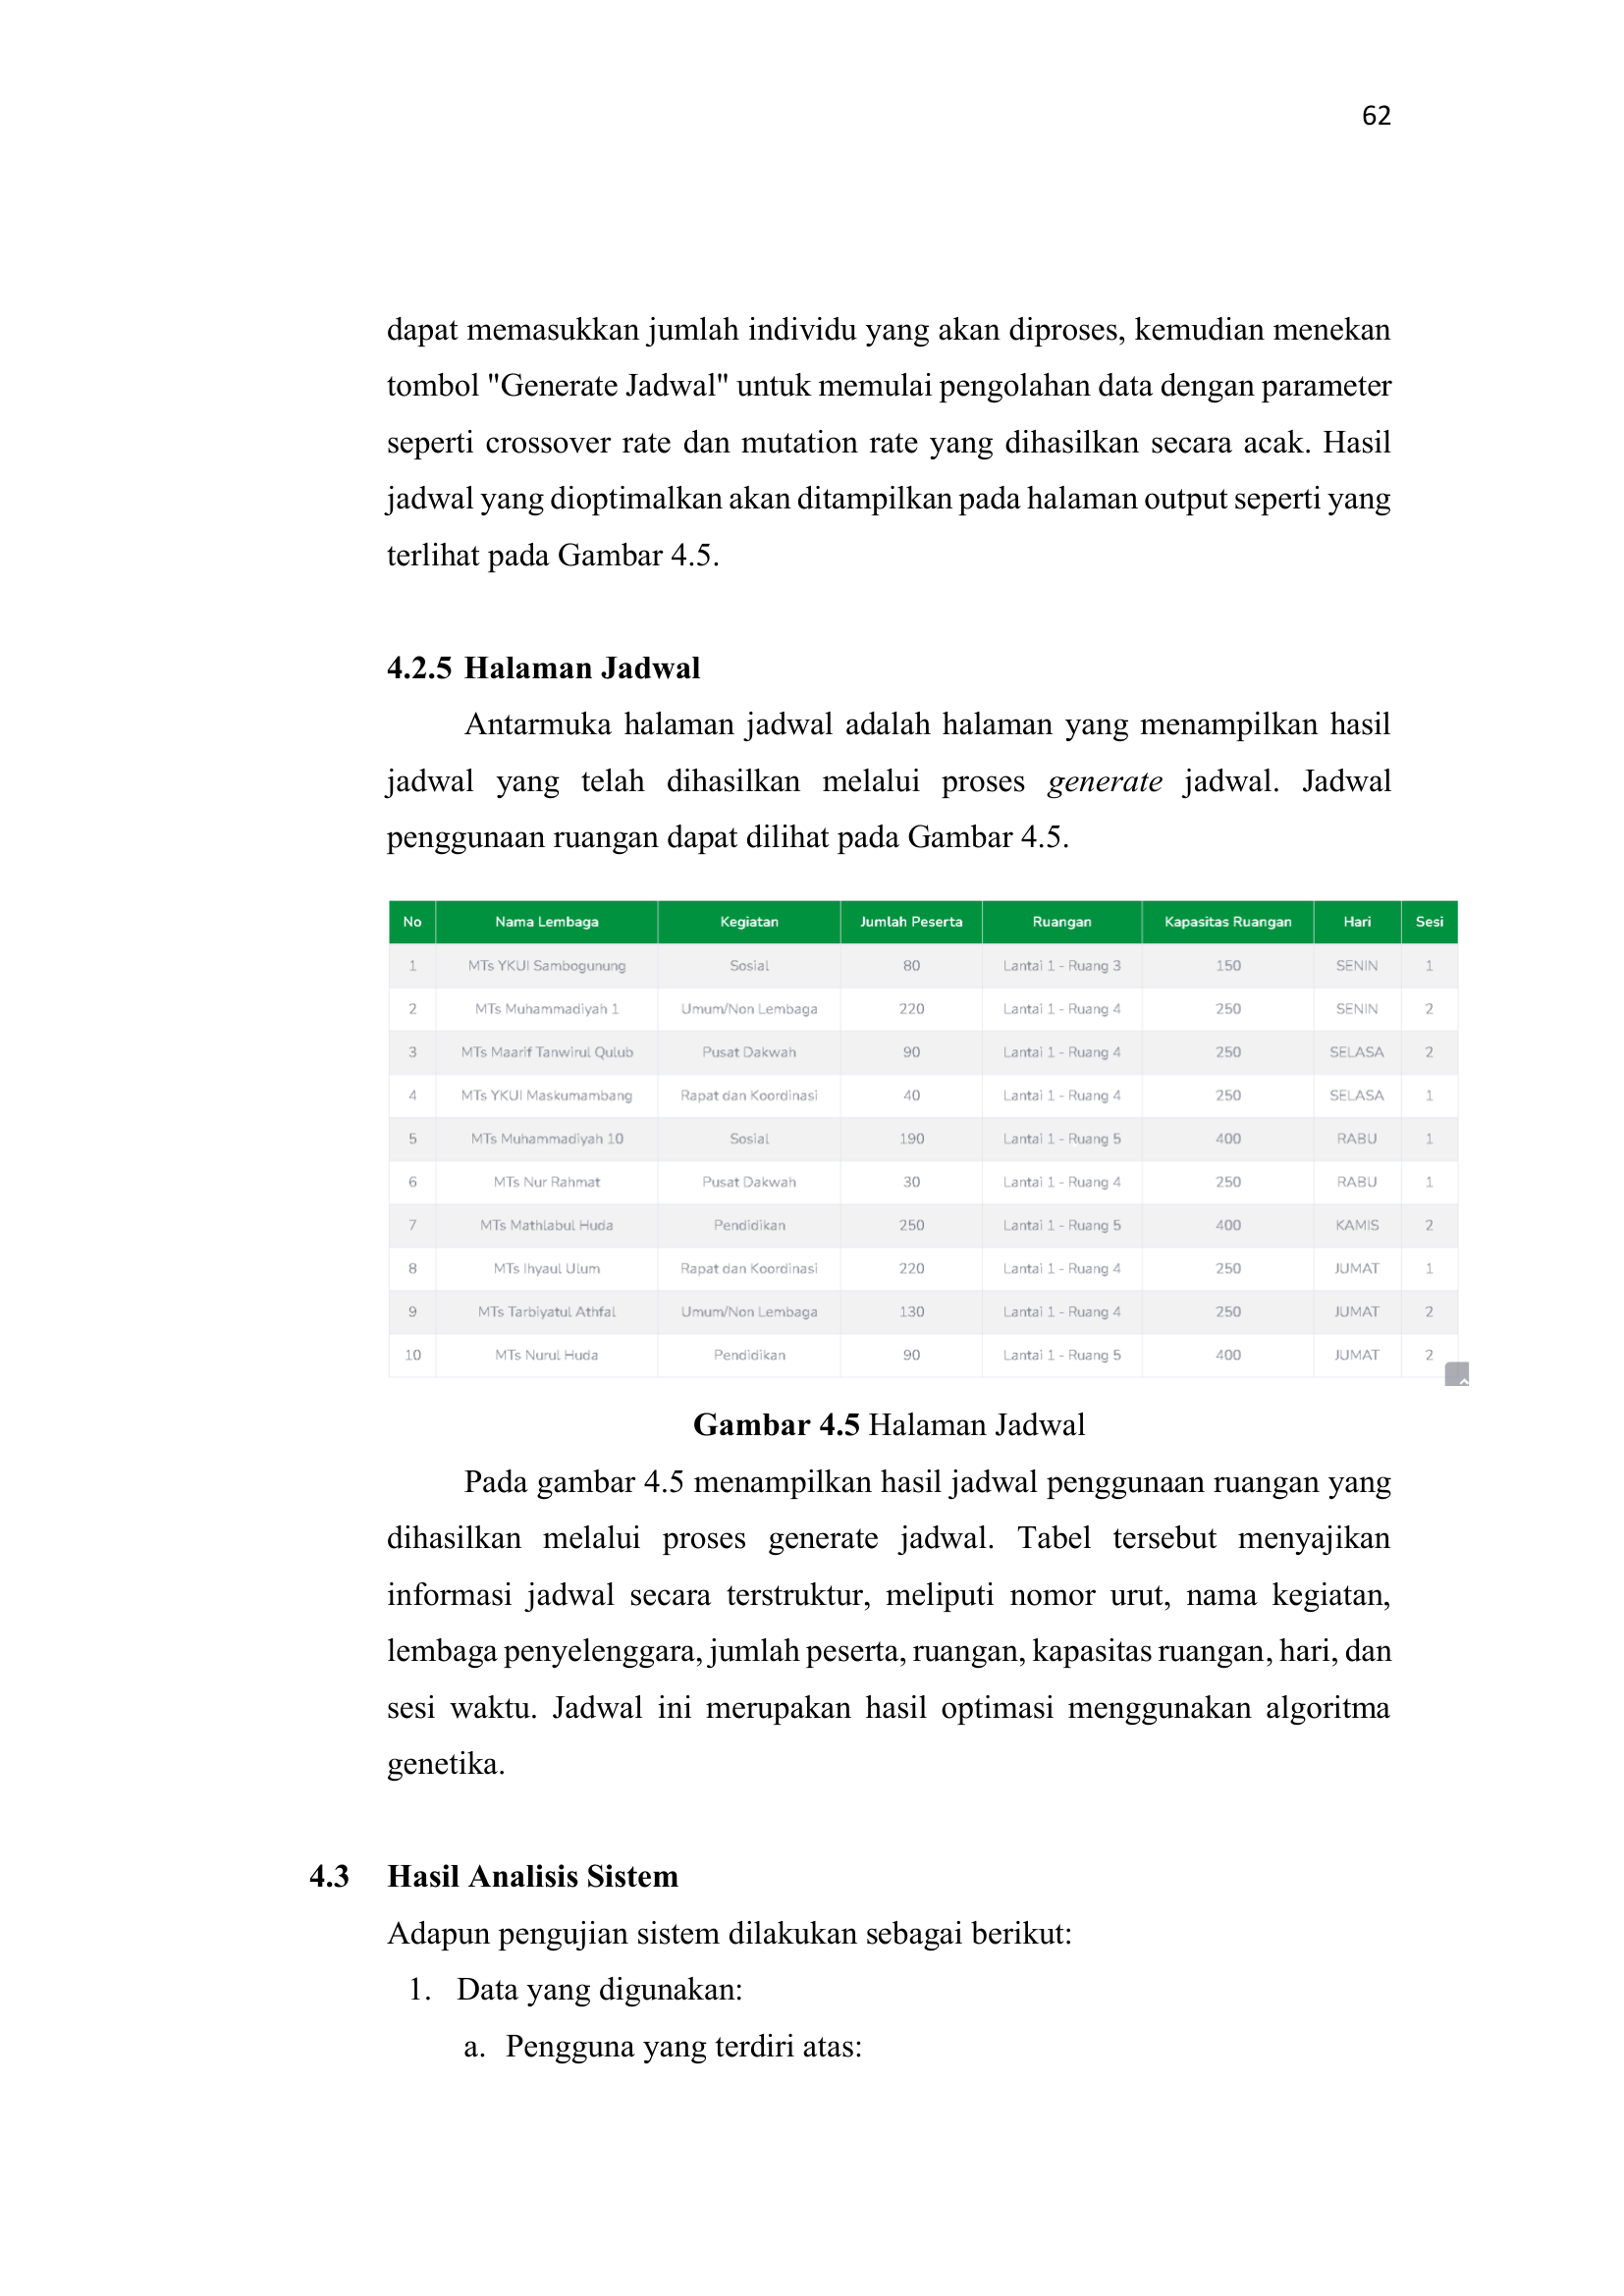 62
dapat memasukkan jumlah individu yang akan diproses, kemudian menekan
tombol "Generate Jadwal" untuk memulai pengolahan data dengan parameter
seperti crossover rate dan mutation rate yang dihasilkan secara acak. Hasil
jadwal yang dioptimalkan akan ditampilkan pada halaman output seperti yang
terlihat pada Gambar 4.5.
4.2.5 Halaman Jadwal
Antarmuka halaman jadwal adalah halaman yang menampilkan hasil
jadwal yang telah dihasilkan melalui proses generate jadwal. Jadwal
penggunaan ruangan dapat dilihat pada Gambar 4.5.
No Nama Lembaga Kegiatan Jumlah Peserta Ruangan Kapasitas Ruangan Hari Sesi
1 MTs YKUI Sambogunung Sosial 80 Lantai 1 - Ruang 3 150 SENIN 1
2 MTs Muhammadiyah 1 Umum/Non Lembaga 220 Lantai 1 - Ruang 4 250 SENIN 2
3 MTs Maarif Tanwirul Qulub Pusat Dakwah 90 Lantai 1 - Ruang 4 250 SELASA 2
4 MTs YKUI Maskumambang Rapat dan Koordinasi 40 Lantai 1 - Ruang 4 250 SELASA 1
5 MTs Muhammadiyah 10 Sosial 190 Lantai 1 - Ruang 5 400 RABU 1
6 MTs Nur Rahmat Pusat Dakwah 30 Lantai 1 - Ruang 4 250 RABU 1
7 MTs Mathlabul Huda Pendidikan 250 Lantai 1 - Ruang 5 400 KAMIS 2
8 MTs Ihyaul Ulum Rapat dan Koordinasi 220 Lantai 1 - Ruang 4 250 JUMAT 1
9 MTs Tarbiyatul Athfal Umum/Non Lembaga 130 Lantai 1 - Ruang 4 250 JUMAT 2
10 MTs Nurul Huda Pendidikan 90 Lantai 1 - Ruang 5 400 JUMAT 2
Gambar 4.5 Halaman Jadwal
Pada gambar 4.5 menampilkan hasil jadwal penggunaan ruangan yang
dihasilkan melalui proses generate jadwal. Tabel tersebut menyajikan
informasi jadwal secara terstruktur, meliputi nomor urut, nama kegiatan,
lembaga penyelenggara, jumlah peserta, ruangan, kapasitas ruangan, hari, dan
sesi waktu. Jadwal ini merupakan hasil optimasi menggunakan algoritma
genetika.
4.3 Hasil Analisis Sistem
Adapun pengujian sistem dilakukan sebagai berikut:
1. Data yang digunakan:
a. Pengguna yang terdiri atas: